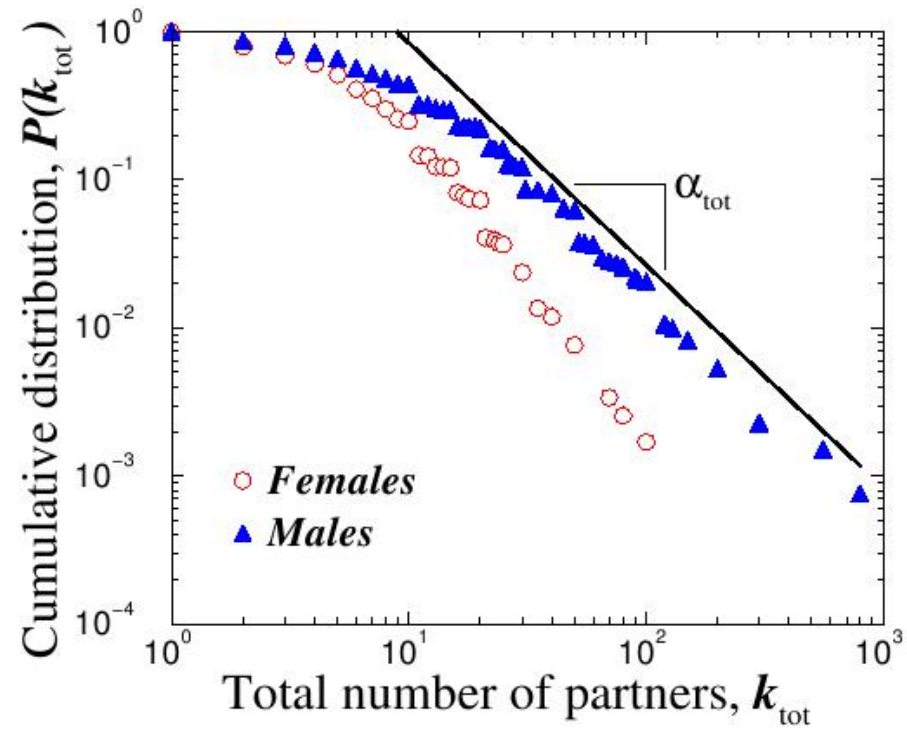 Cumulative distribution, P(k_tot)
10^0
10^-1
10^-2
10^-3
10^-4
α_tot
Females
Males
10^0 10^1 10^2 10^3
Total number of partners, k_tot